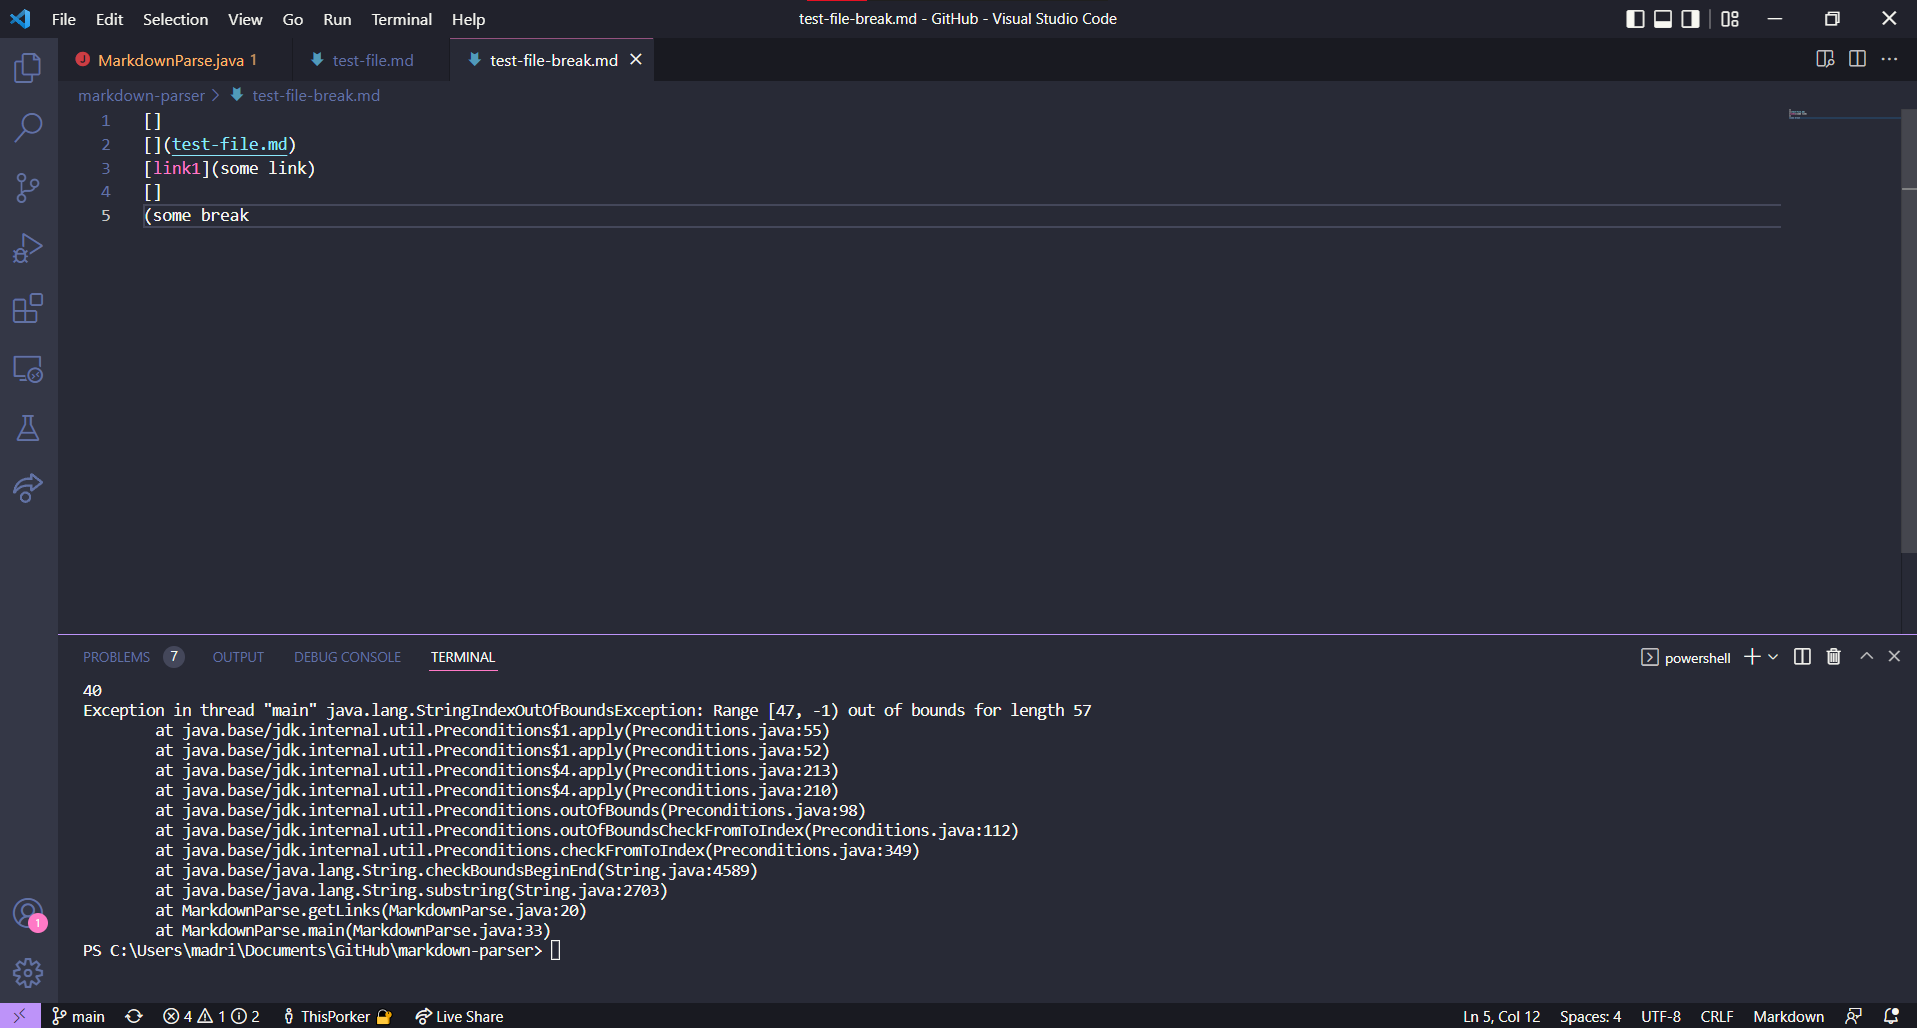 File Edit Selection View Go Run Terminal Help
test-file-break.md - GitHub - Visual Studio Code
J MarkdownParse.java 1
test-file.md
test-file-break.md
markdown-parser > test-file-break.md
1 []
2 [](test-file.md)
3 [link1](some link)
4 []
5 (some break
PROBLEMS 7 OUTPUT DEBUG CONSOLE TERMINAL
powershell
40
Exception in thread "main" java.lang.StringIndexOutOfBoundsException: Range [47, -1) out of bounds for length 57
at java.base/jdk.internal.util.Preconditions$1.apply(Preconditions.java:55)
at java.base/jdk.internal.util.Preconditions$1.apply(Preconditions.java:52)
at java.base/jdk.internal.util.Preconditions$4.apply(Preconditions.java:213)
at java.base/jdk.internal.util.Preconditions$4.apply(Preconditions.java:210)
at java.base/jdk.internal.util.Preconditions.outOfBounds(Preconditions.java:98)
at java.base/jdk.internal.util.Preconditions.outOfBoundsCheckFromToIndex(Preconditions.java:112)
at java.base/jdk.internal.util.Preconditions.checkFromToIndex(Preconditions.java:349)
at java.base/java.lang.String.checkBoundsBeginEnd(String.java:4589)
at java.base/java.lang.String.substring(String.java:2703)
at MarkdownParse.getLinks(MarkdownParse.java:20)
at MarkdownParse.main(MarkdownParse.java:33)
PS C:\Users\madri\Documents\GitHub\markdown-parser>
1
main 4 1 2 ThisPorker Live Share
Ln 5, Col 12 Spaces: 4 UTF-8 CRLF Markdown